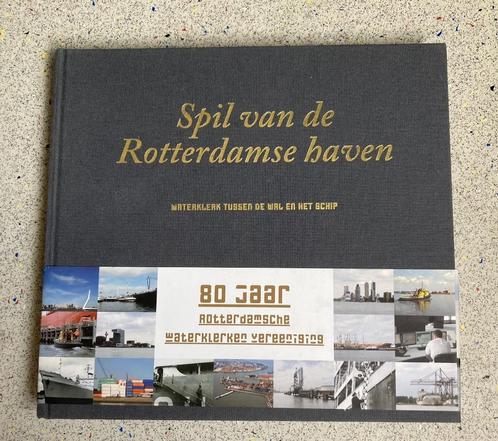 Spil van de
Rotterdamse haven
WATERKLERK TUSSEN DE WAL EN HET SCHIP
80 jaar
Rotterdamsche
waterklerken vereeniging